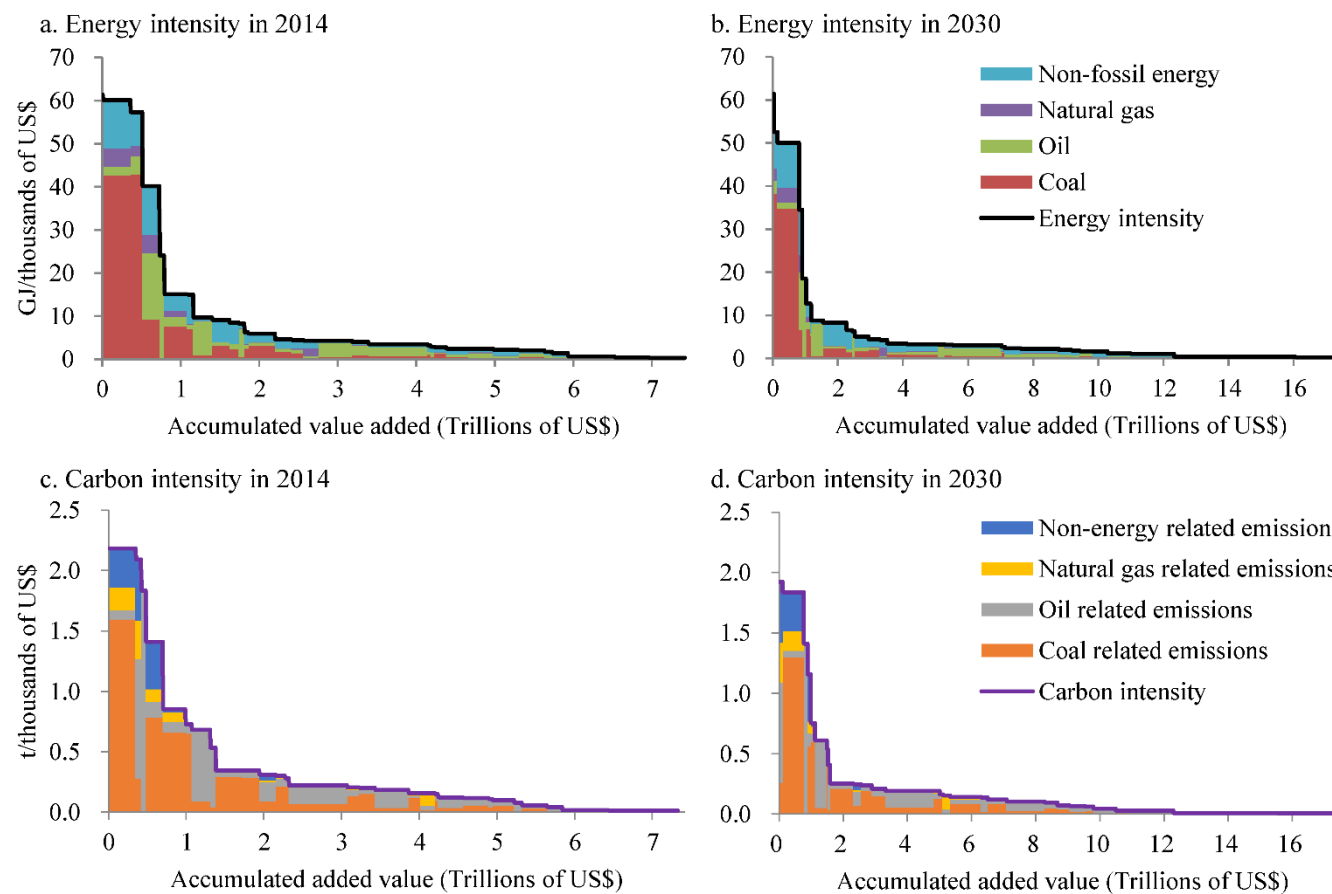 a. Energy intensity in 2014
70
60
50
40
30
20
10
0
GJ/thousands of US$
0 1 2 3 4 5 6 7
Accumulated value added (Trillions of US$)
b. Energy intensity in 2030
70
60
50
40
30
20
10
0
Non-fossil energy
Natural gas
Oil
Coal
Energy intensity
0 2 4 6 8 10 12 14 16
Accumulated value added (Trillions of US$)
c. Carbon intensity in 2014
2.5
2.0
1.5
1.0
0.5
0.0
t/thousands of US$
0 1 2 3 4 5 6 7
Accumulated added value (Trillions of US$)
d. Carbon intensity in 2030
2.5
2.0
1.5
1.0
0.5
0.0
Non-energy related emission
Natural gas related emissions
Oil related emissions
Coal related emissions
Carbon intensity
0 2 4 6 8 10 12 14 16
Accumulated added value (Trillions of US$)